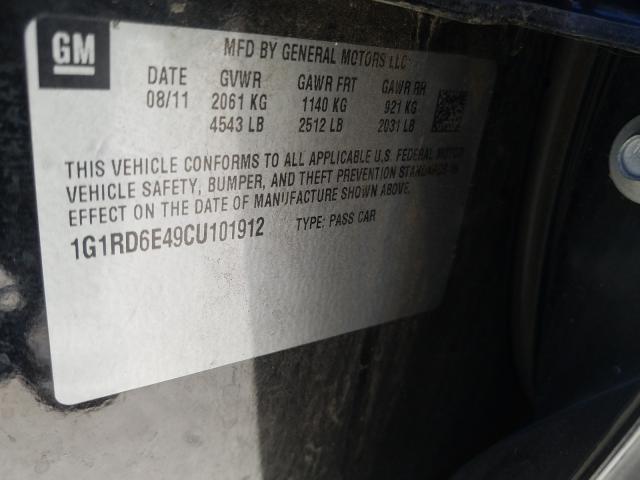 GM
MFD BY GENERAL MOTORS LLC
DATE GVWR GAWR FRT GAWR RR
08/11 2061 KG 1140 KG 921 KG
4543 LB 2512 LB 2031 LB
THIS VEHICLE CONFORMS TO ALL APPLICABLE U.S. FEDERAL MOTOR
VEHICLE SAFETY, BUMPER, AND THEFT PREVENTION STANDARDS IN
EFFECT ON THE DATE OF MANUFACTURE SHOWN ABOVE.
1G1RD6E49CU101912 TYPE: PASS CAR